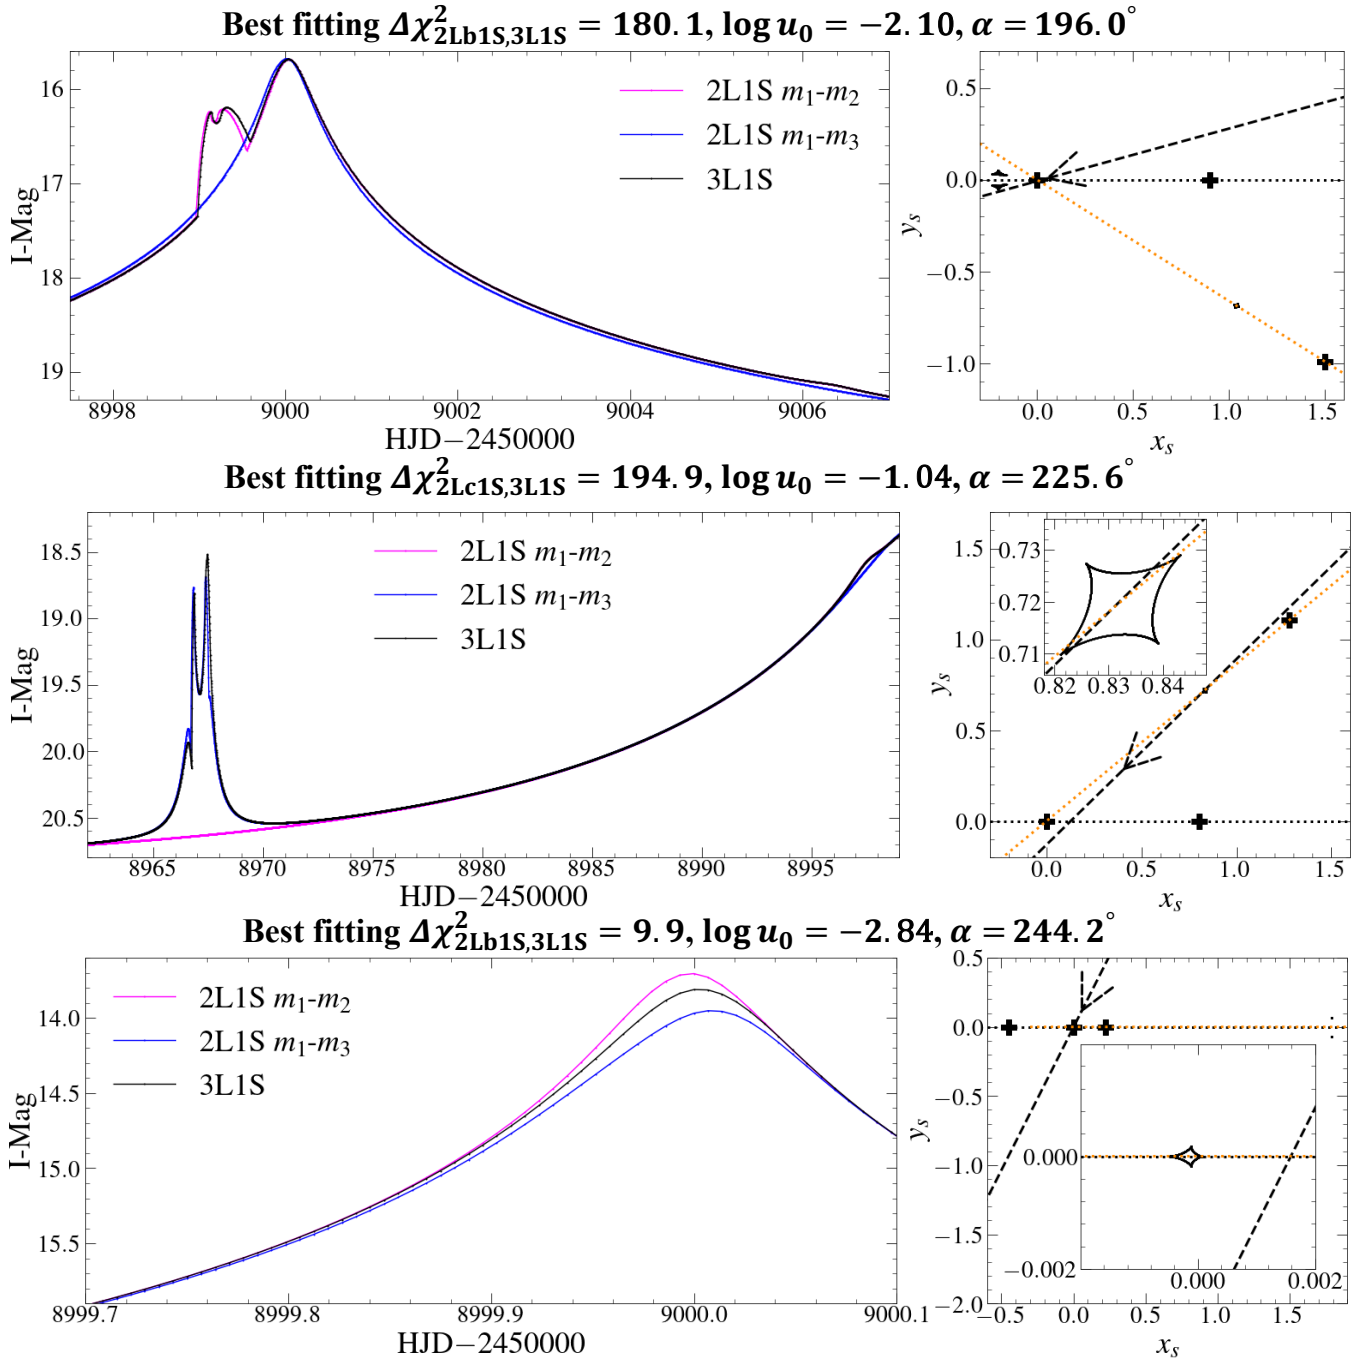 Best fitting Δχ²2Lb1S,3L1S = 180.1, log u0 = −2.10, α = 196.0°
16
17
18
19
I-Mag
2L1S m1-m2
2L1S m1-m3
3L1S
8998 9000 9002 9004 9006
HJD−2450000
0.5
0.0
−0.5
−1.0
ys
0.0 0.5 1.0 1.5
xs
Best fitting Δχ²2Lc1S,3L1S = 194.9, log u0 = −1.04, α = 225.6°
18.5
19.0
19.5
20.0
20.5
I-Mag
2L1S m1-m2
2L1S m1-m3
3L1S
8965 8970 8975 8980 8985 8990 8995
HJD−2450000
1.5
1.0
0.5
0.0
ys
0.73
0.72
0.71
0.82 0.83 0.84
0.0 0.5 1.0 1.5
xs
Best fitting Δχ²2Lb1S,3L1S = 9.9, log u0 = −2.84, α = 244.2°
14.0
14.5
15.0
15.5
I-Mag
2L1S m1-m2
2L1S m1-m3
3L1S
8999.7 8999.8 8999.9 9000.0 9000.1
HJD−2450000
0.5
0.0
−0.5
−1.0
−1.5
−2.0
ys
0.000
−0.002
0.000 0.002
−0.5 0.0 0.5 1.0 1.5
xs